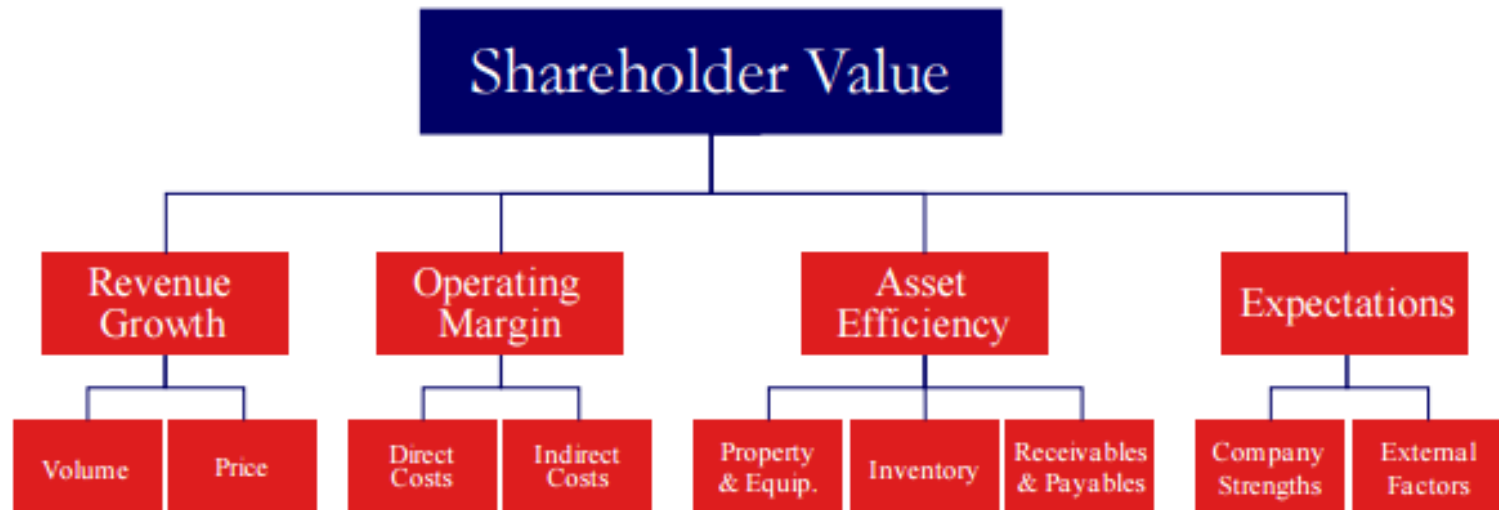 Shareholder Value
Revenue
Growth
Operating
Margin
Asset
Efficiency
Expectations
Volume
Price
Direct
Costs
Indirect
Costs
Property
& Equip.
Inventory
Receivables
& Payables
Company
Strengths
External
Factors